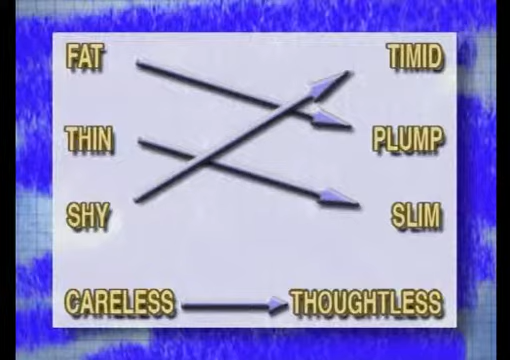 FAT TIMID
THIN PLUMP
SHY SLIM
CARELESS THOUGHTLESS